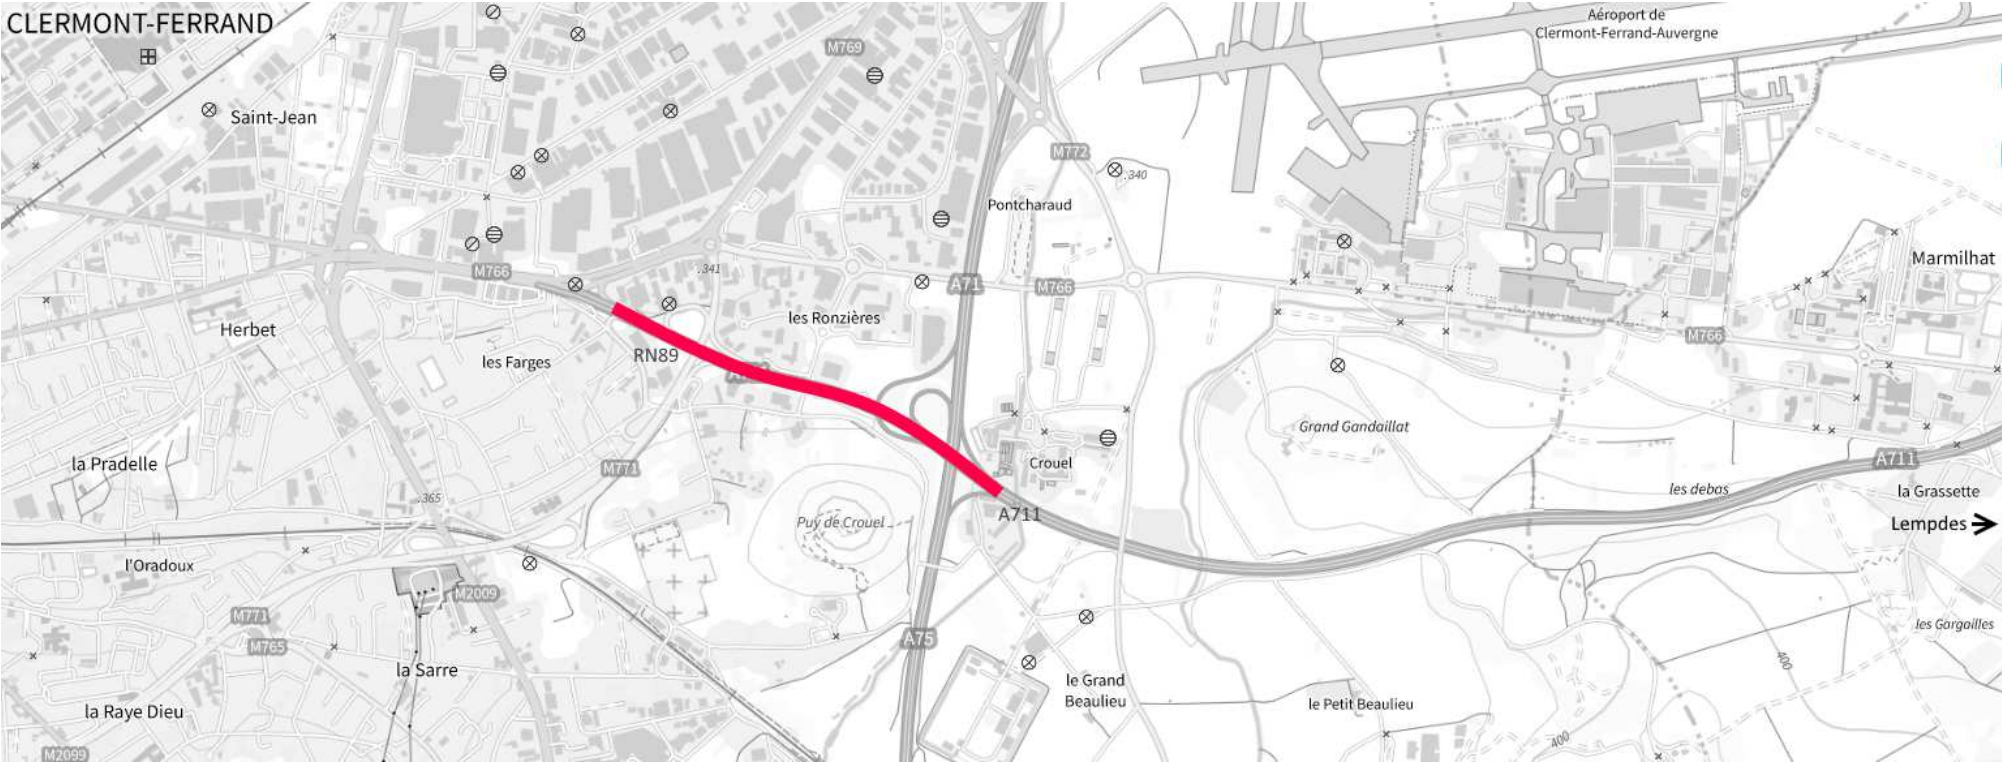 CLERMONT-FERRAND
Aéroport de
Clermont-Ferrand-Auvergne
M769
Saint-Jean
M772
.340
Pontcharaud
Marmilhat
M766
.341
A71
M766
les Ronzières
Herbet
M766
les Farges
RN89
Grand Gandaillat
la Pradelle
M771
Crouel
A711
les debas
la Grassette
.365
Puy de Crouel
A711
Lempdes
l'Oradoux
M2009
M771
M765
A75
les Gargailles
la Sarre
400
le Grand
Beaulieu
le Petit Beaulieu
la Raye Dieu
400
M2099